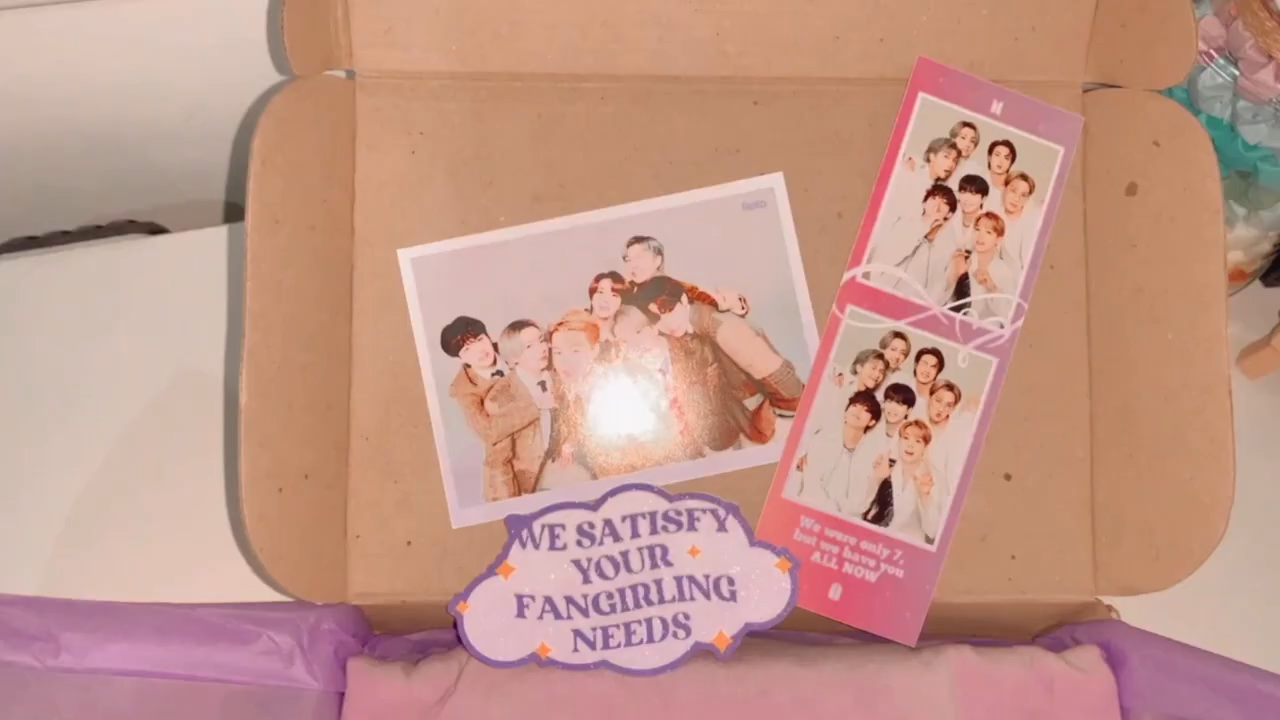 WE SATISFY
YOUR
FANGIRLING
NEEDS
We were only 7,
but we have you
ALL NOW